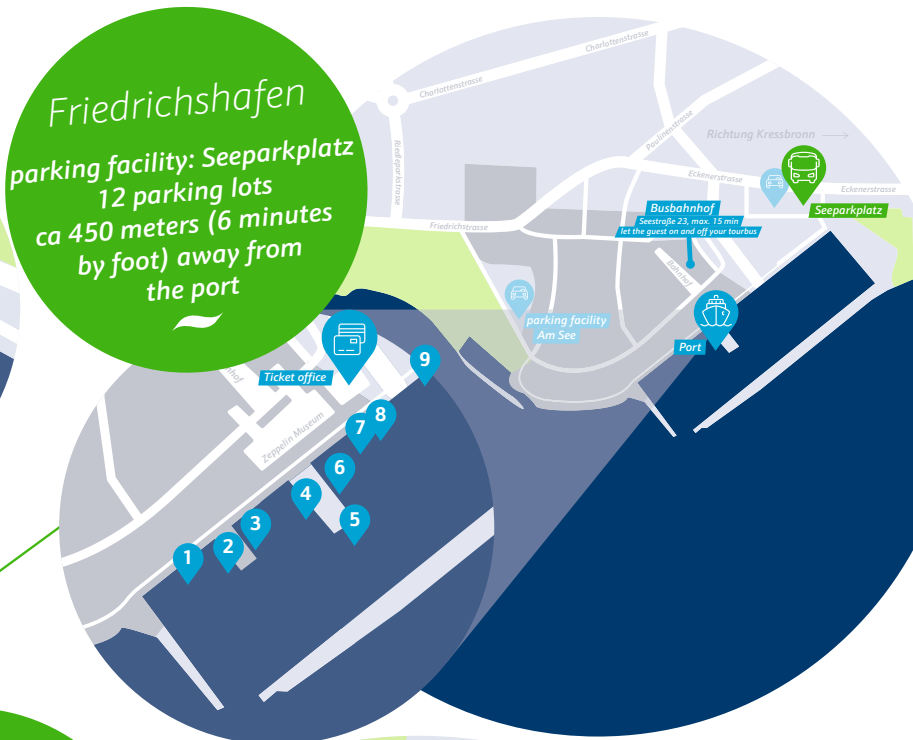 Friedrichshafen
parking facility: Seeparkplatz
12 parking lots
ca 450 meters (6 minutes
by foot) away from
the port
Charlottenstrasse
Charlottenstrasse
Riedleparkstrasse
Paulinenstrasse
Richtung Kressbronn
Eckenerstrasse
Eckenerstrasse
Seeparkplatz
Friedrichstrasse
Busbahnhof
Seestraße 23, max. 15 min
let the guest on and off your tourbus
Bahnhof
parking facility
Am See
Port
Ticket office
Zeppelin Museum
9
8
7
6
5
4
3
2
1